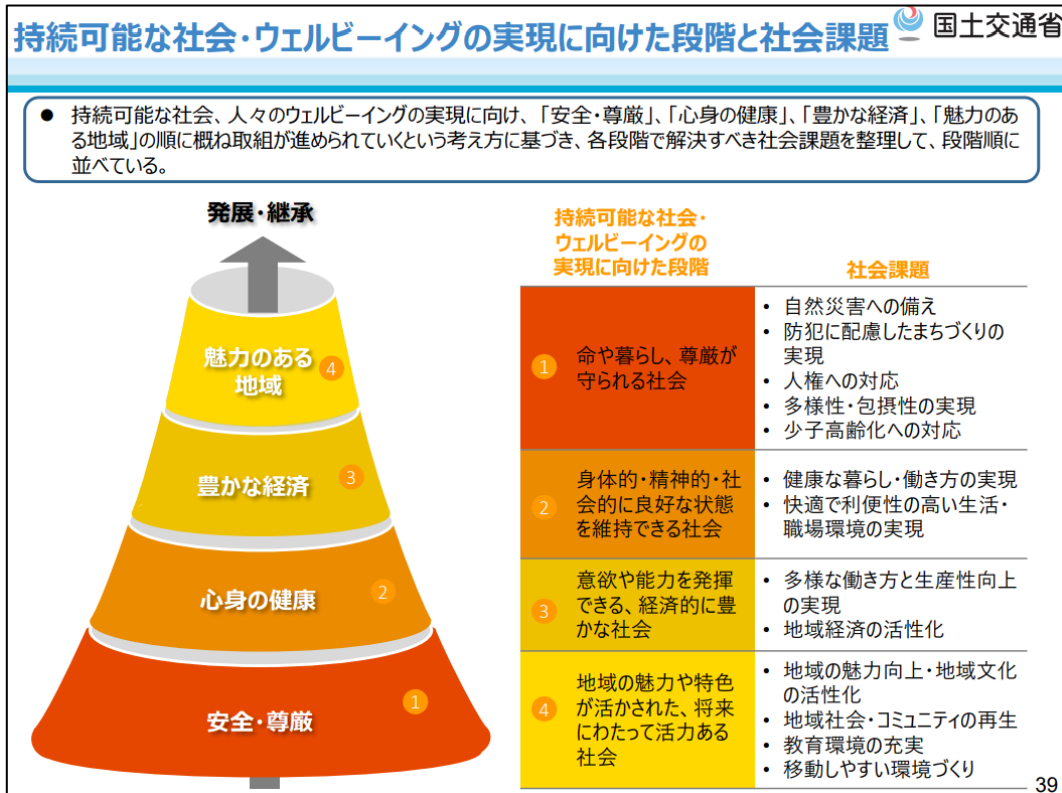 持続可能な社会・ウェルビーイングの実現に向けた段階と社会課題
国土交通省
● 持続可能な社会、人々のウェルビーイングの実現に向け、「安全・尊厳」、「心身の健康」、「豊かな経済」、「魅力のあ
る地域」の順に概ね取組が進められていくという考え方に基づき、各段階で解決すべき社会課題を整理して、段階順に
並べている。
発展・継承
魅力のある
地域
4
豊かな経済
3
心身の健康
2
安全・尊厳
1
持続可能な社会・
ウェルビーイングの
実現に向けた段階
社会課題
1
命や暮らし、尊厳が
守られる社会
• 自然災害への備え
• 防犯に配慮したまちづくりの
実現
• 人権への対応
• 多様性・包摂性の実現
• 少子高齢化への対応
2
身体的・精神的・社
会的に良好な状態
を維持できる社会
• 健康な暮らし・働き方の実現
• 快適で利便性の高い生活・
職場環境の実現
3
意欲や能力を発揮
できる、経済的に豊
かな社会
• 多様な働き方と生産性向上
の実現
• 地域経済の活性化
4
地域の魅力や特色
が活かされた、将来
にわたって活力ある
社会
• 地域の魅力向上・地域文化
の活性化
• 地域社会・コミュニティの再生
• 教育環境の充実
• 移動しやすい環境づくり
39